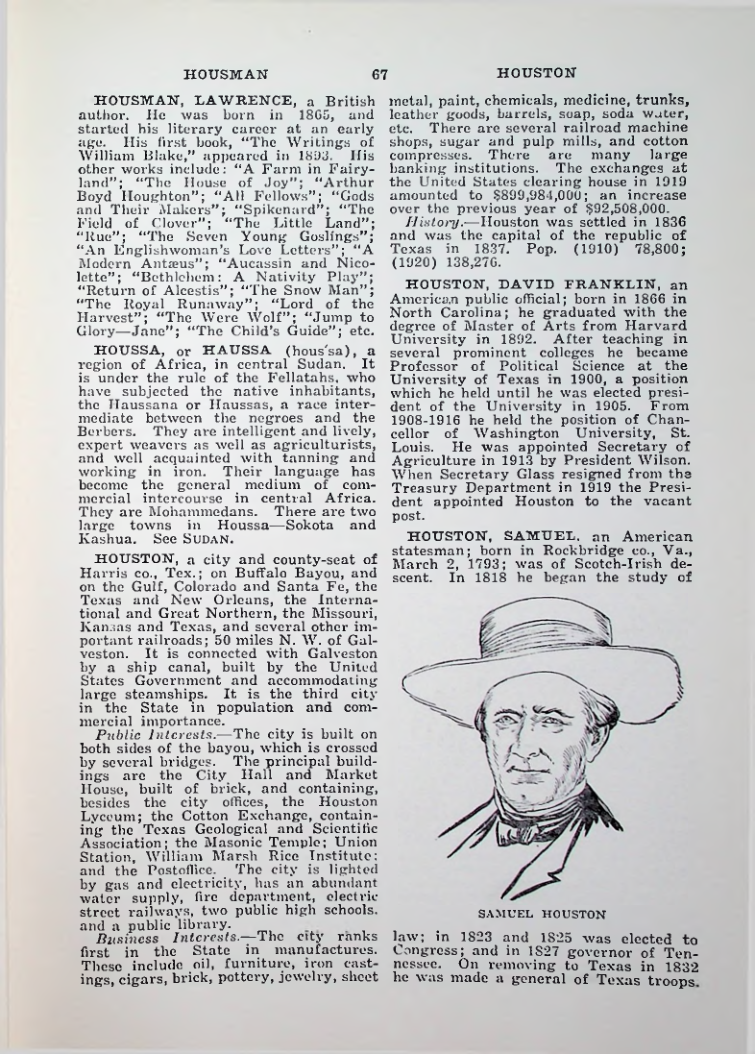 HOUSMAN 67 HOUSTON
HOUSMAN, LAWRENCE, a British
author. He was born in 1865, and
started his literary career at an early
age. His first book, "The Writings of
William Blake," appeared in 1893. His
other works include: "A Farm in Fairy-
land"; "The House of Joy"; "Arthur
Boyd Houghton"; "All Fellows"; "Gods
and Their Makers"; "Spikenard"; "The
Field of Clover"; "The Little Land";
"Rue"; "The Seven Young Goslings";
"An Englishwoman's Love Letters"; "A
Modern Antæus"; "Aucassin and Nico-
lette"; "Bethlehem: A Nativity Play";
"Return of Alcestis"; "The Snow Man";
"The Royal Runaway"; "Lord of the
Harvest"; "The Were Wolf"; "Jump to
Glory—Jane"; "The Child's Guide"; etc.
HOUSSA, or HAUSSA (hous′sa), a
region of Africa, in central Sudan. It
is under the rule of the Fellatahs, who
have subjected the native inhabitants,
the Haussana or Haussas, a race inter-
mediate between the negroes and the
Berbers. They are intelligent and lively,
expert weavers as well as agriculturists,
and well acquainted with tanning and
working in iron. Their language has
become the general medium of com-
mercial intercourse in central Africa.
They are Mohammedans. There are two
large towns in Houssa—Sokota and
Kashua. See SUDAN.
HOUSTON, a city and county-seat of
Harris co., Tex.; on Buffalo Bayou, and
on the Gulf, Colorado and Santa Fe, the
Texas and New Orleans, the Interna-
tional and Great Northern, the Missouri,
Kansas and Texas, and several other im-
portant railroads; 50 miles N. W. of Gal-
veston. It is connected with Galveston
by a ship canal, built by the United
States Government and accommodating
large steamships. It is the third city
in the State in population and com-
mercial importance.
Public Interests.—The city is built on
both sides of the bayou, which is crossed
by several bridges. The principal build-
ings are the City Hall and Market
House, built of brick, and containing,
besides the city offices, the Houston
Lyceum; the Cotton Exchange, contain-
ing the Texas Geological and Scientific
Association; the Masonic Temple; Union
Station, William Marsh Rice Institute;
and the Postoffice. The city is lighted
by gas and electricity, has an abundant
water supply, fire department, electric
street railways, two public high schools.
and a public library.
Business Interests.—The city ranks
first in the State in manufactures.
These include oil, furniture, iron cast-
ings, cigars, brick, pottery, jewelry, sheet
metal, paint, chemicals, medicine, trunks,
leather goods, barrels, soap, soda water,
etc. There are several railroad machine
shops, sugar and pulp mills, and cotton
compresses. There are many large
banking institutions. The exchanges at
the United States clearing house in 1919
amounted to $899,984,000; an increase
over the previous year of $92,508,000.
History.—Houston was settled in 1836
and was the capital of the republic of
Texas in 1837. Pop. (1910) 78,800;
(1920) 138,276.
HOUSTON, DAVID FRANKLIN, an
American public official; born in 1866 in
North Carolina; he graduated with the
degree of Master of Arts from Harvard
University in 1892. After teaching in
several prominent colleges he became
Professor of Political Science at the
University of Texas in 1900, a position
which he held until he was elected presi-
dent of the University in 1905. From
1908-1916 he held the position of Chan-
cellor of Washington University, St.
Louis. He was appointed Secretary of
Agriculture in 1913 by President Wilson.
When Secretary Glass resigned from the
Treasury Department in 1919 the Presi-
dent appointed Houston to the vacant
post.
HOUSTON, SAMUEL, an American
statesman; born in Rockbridge co., Va.,
March 2, 1793; was of Scotch-Irish de-
scent. In 1818 he began the study of
SAMUEL HOUSTON
law; in 1823 and 1825 was elected to
Congress; and in 1827 governor of Ten-
nessee. On removing to Texas in 1832
he was made a general of Texas troops.